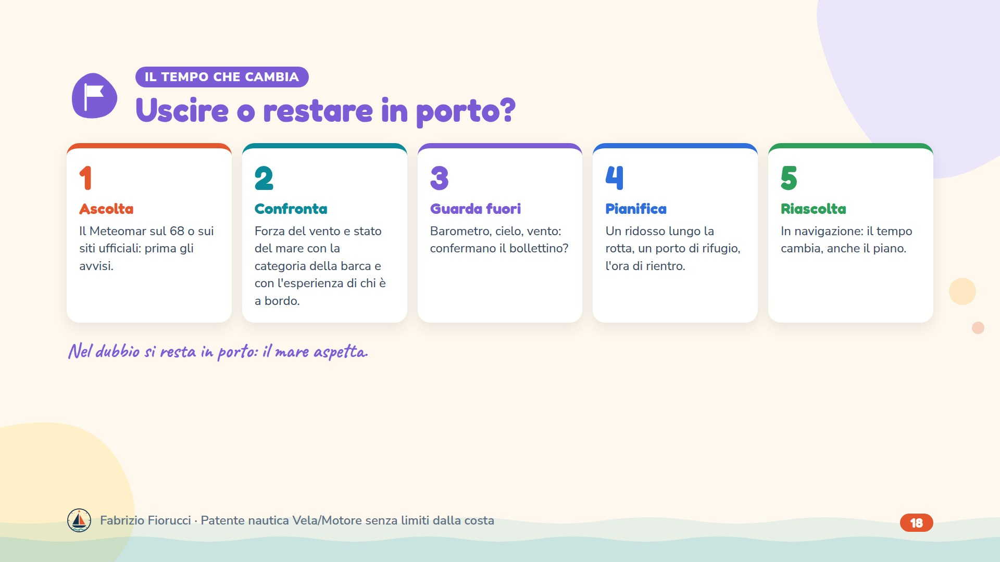 IL TEMPO CHE CAMBIA
Uscire o restare in porto?
1
Ascolta
Il Meteomar sul 68 o sui
siti ufficiali: prima gli
avvisi.
2
Confronta
Forza del vento e stato
del mare con la
categoria della barca e
con l'esperienza di chi è
a bordo.
3
Guarda fuori
Barometro, cielo, vento:
confermano il bollettino?
4
Pianifica
Un ridosso lungo la
rotta, un porto di rifugio,
l'ora di rientro.
5
Riascolta
In navigazione: il tempo
cambia, anche il piano.
Nel dubbio si resta in porto: il mare aspetta.
Fabrizio Fiorucci · Patente nautica Vela/Motore senza limiti dalla costa
18